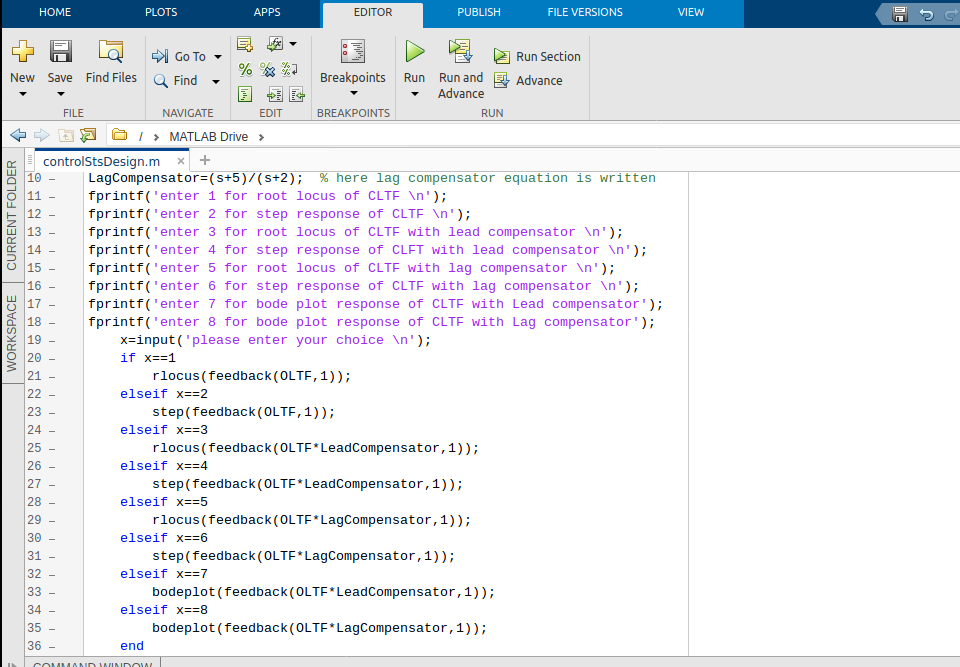 HOME PLOTS APPS EDITOR PUBLISH FILE VERSIONS VIEW
New Save Find Files Go To Find Breakpoints Run Run and Advance Run Section Advance
FILE NAVIGATE EDIT BREAKPOINTS RUN
/ MATLAB Drive
CURRENT FOLDER
WORKSPACE
controlStsDesign.m × +
10 – LagCompensator=(s+5)/(s+2);  % here lag compensator equation is written
11 – fprintf('enter 1 for root locus of CLTF \n');
12 – fprintf('enter 2 for step response of CLTF \n');
13 – fprintf('enter 3 for root locus of CLTF with lead compensator \n');
14 – fprintf('enter 4 for step response of CLFT with lead compensator \n');
15 – fprintf('enter 5 for root locus of CLTF with lag compensator \n');
16 – fprintf('enter 6 for step response of CLTF with lag compensator \n');
17 – fprintf('enter 7 for bode plot response of CLTF with Lead compensator');
18 – fprintf('enter 8 for bode plot response of CLTF with Lag compensator');
19 –     x=input('please enter your choice \n');
20 –     if x==1
21 –         rlocus(feedback(OLTF,1));
22 –     elseif x==2
23 –         step(feedback(OLTF,1));
24 –     elseif x==3
25 –         rlocus(feedback(OLTF*LeadCompensator,1));
26 –     elseif x==4
27 –         step(feedback(OLTF*LeadCompensator,1));
28 –     elseif x==5
29 –         rlocus(feedback(OLTF*LagCompensator,1));
30 –     elseif x==6
31 –         step(feedback(OLTF*LagCompensator,1));
32 –     elseif x==7
33 –         bodeplot(feedback(OLTF*LeadCompensator,1));
34 –     elseif x==8
35 –         bodeplot(feedback(OLTF*LagCompensator,1));
36 –     end
COMMAND WINDOW